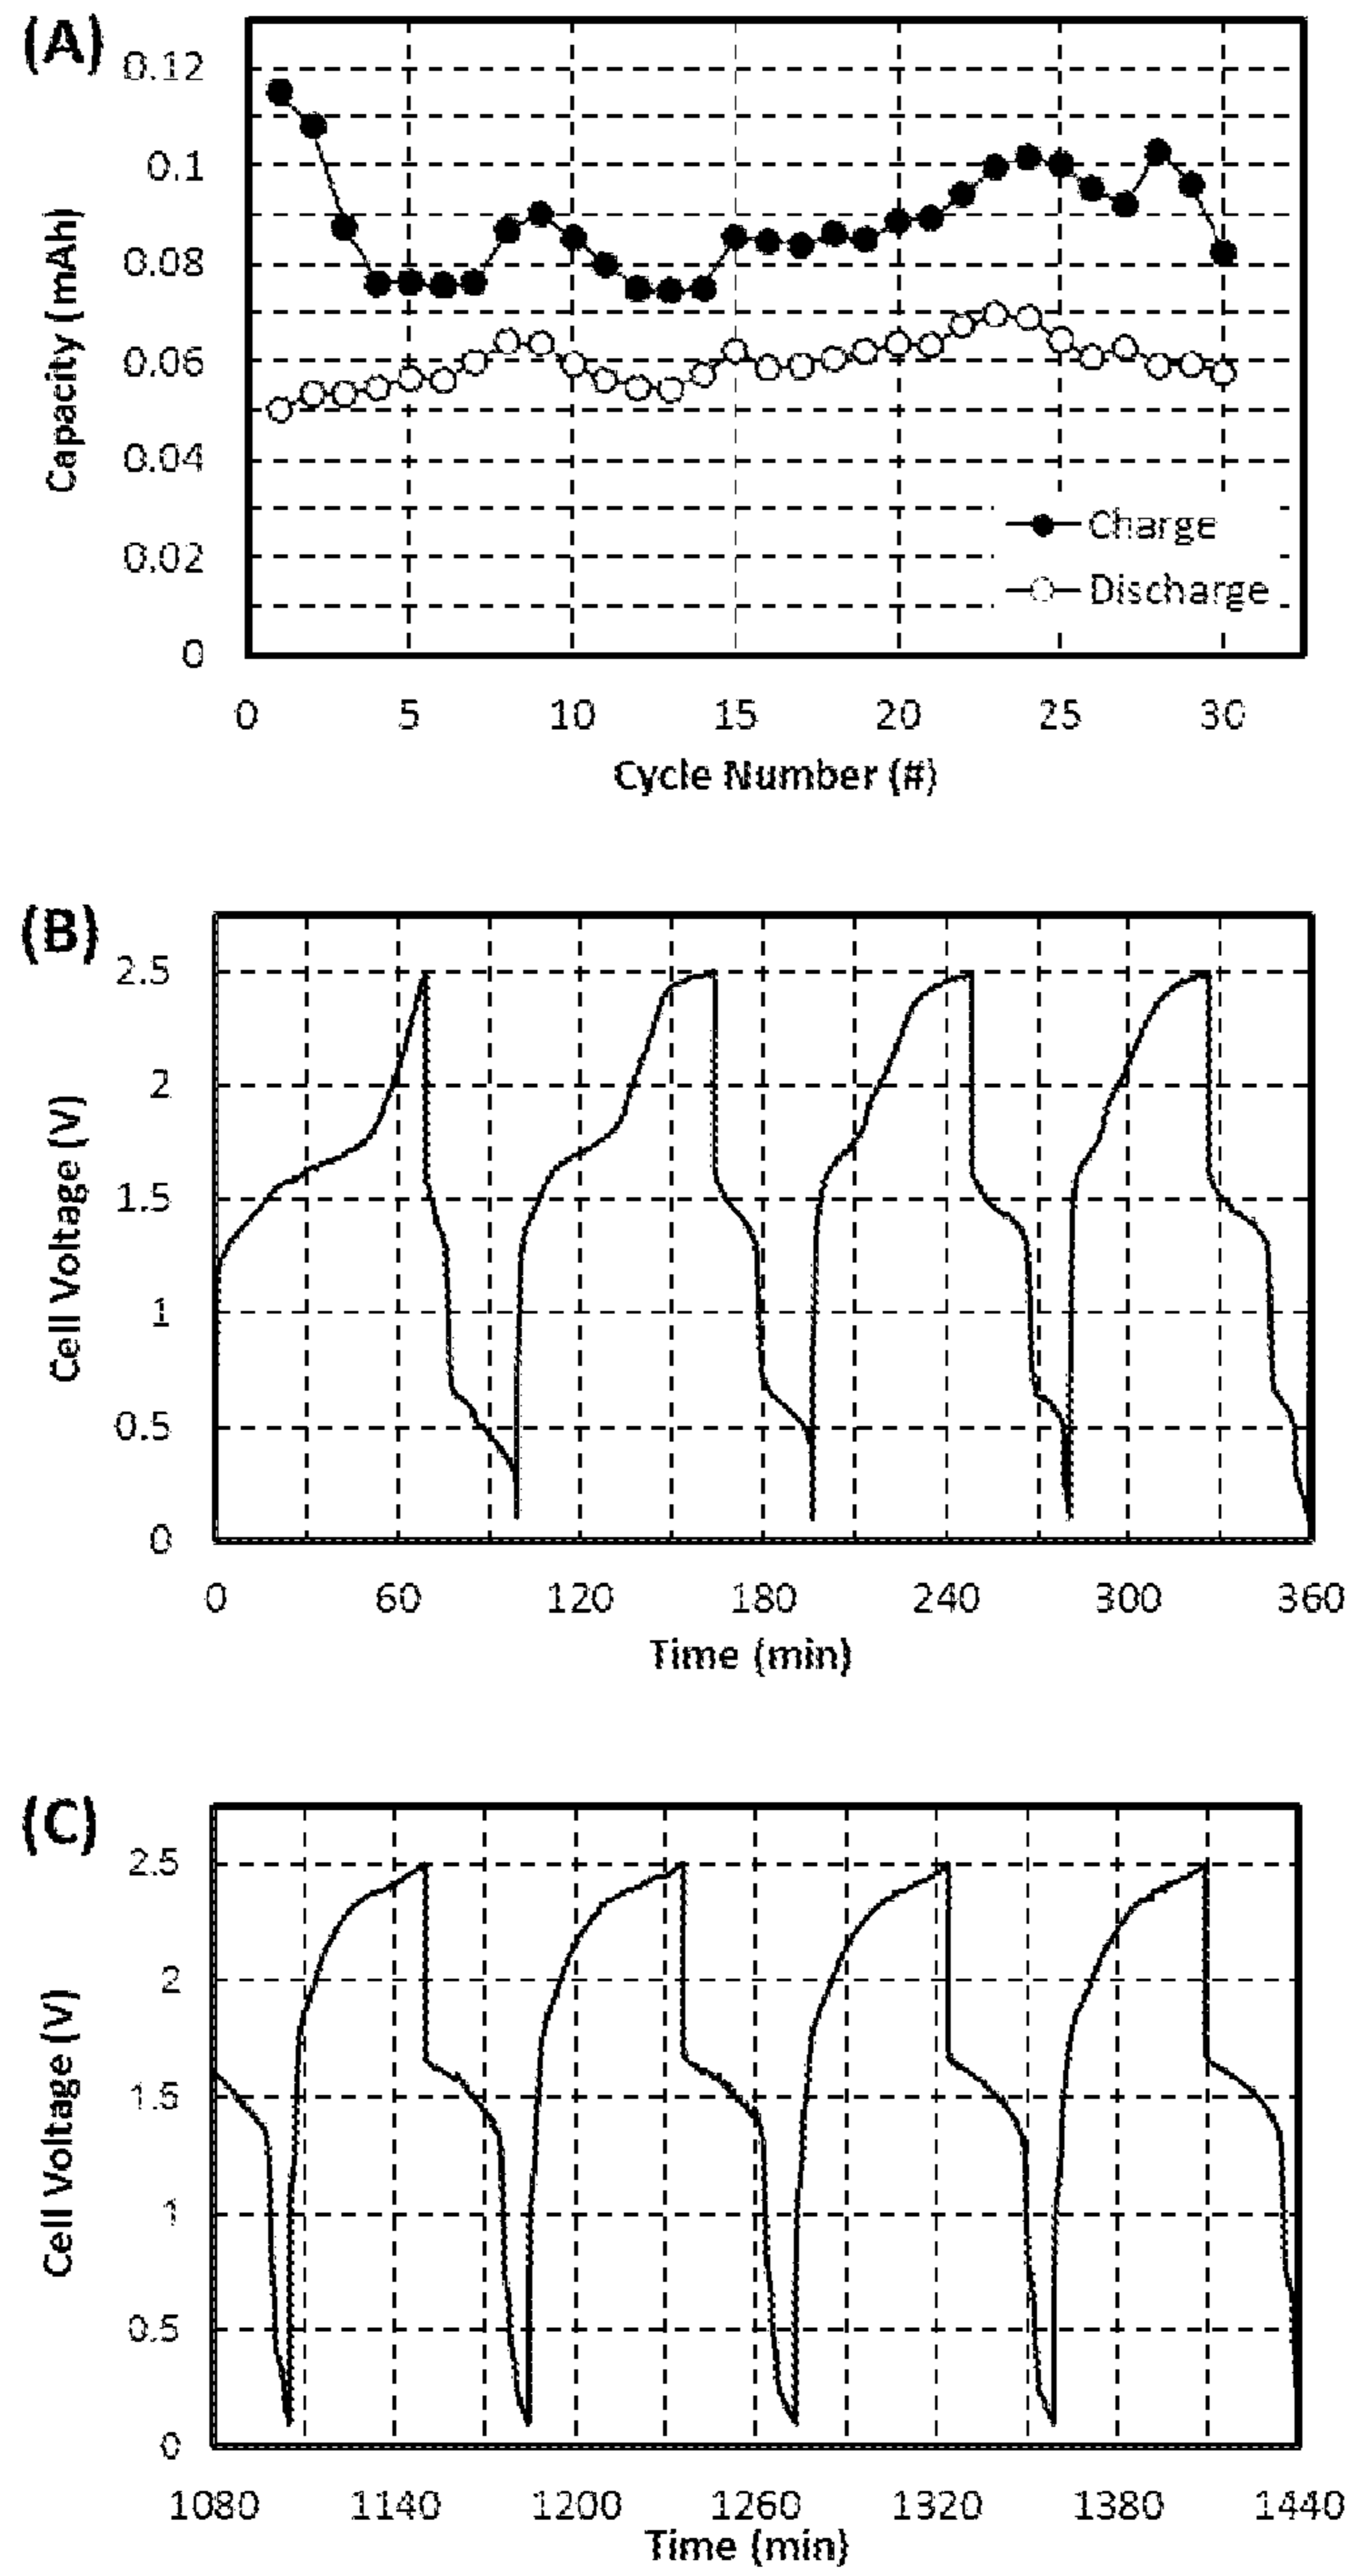 (A)
0.12
0.1
0.08
0.06
0.04
0.02
0
Capacity (mAh)
Charge
Discharge
0 5 10 15 20 25 30
Cycle Number (#)
(B)
2.5
2
1.5
1
0.5
0
Cell Voltage (V)
0 60 120 180 240 300 360
Time (min)
(C)
2.5
2
1.5
1
0.5
0
Cell Voltage (V)
1080 1140 1200 1260 1320 1380 1440
Time (min)